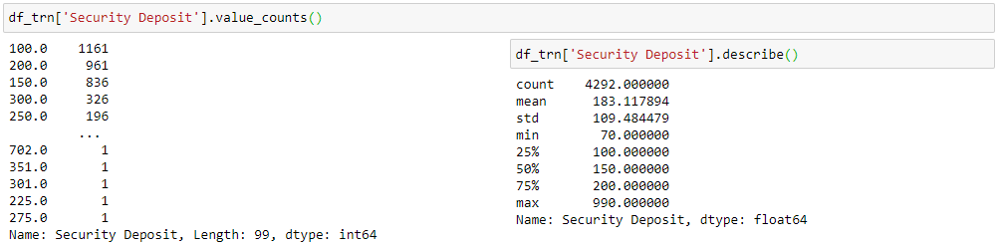 df_trn['Security Deposit'].value_counts()
100.0 1161
200.0 961
150.0 836
300.0 326
250.0 196
...
702.0 1
351.0 1
301.0 1
225.0 1
275.0 1
Name: Security Deposit, Length: 99, dtype: int64
df_trn['Security Deposit'].describe()
count 4292.000000
mean 183.117894
std 109.484479
min 70.000000
25% 100.000000
50% 150.000000
75% 200.000000
max 990.000000
Name: Security Deposit, dtype: float64